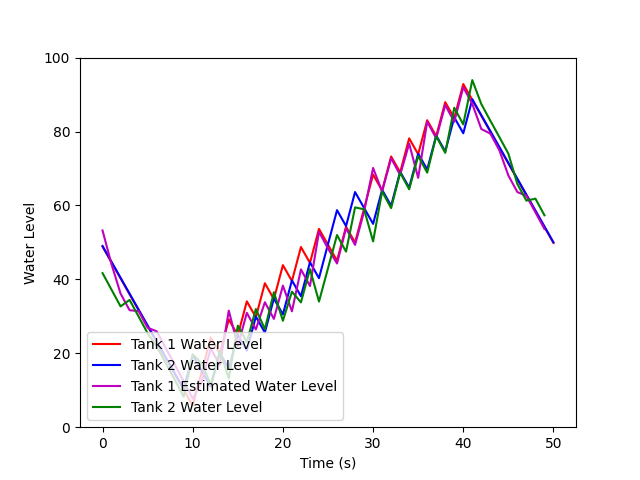 100
80
60
40
20
0
Water Level
Tank 1 Water Level
Tank 2 Water Level
Tank 1 Estimated Water Level
Tank 2 Water Level
0 10 20 30 40 50
Time (s)